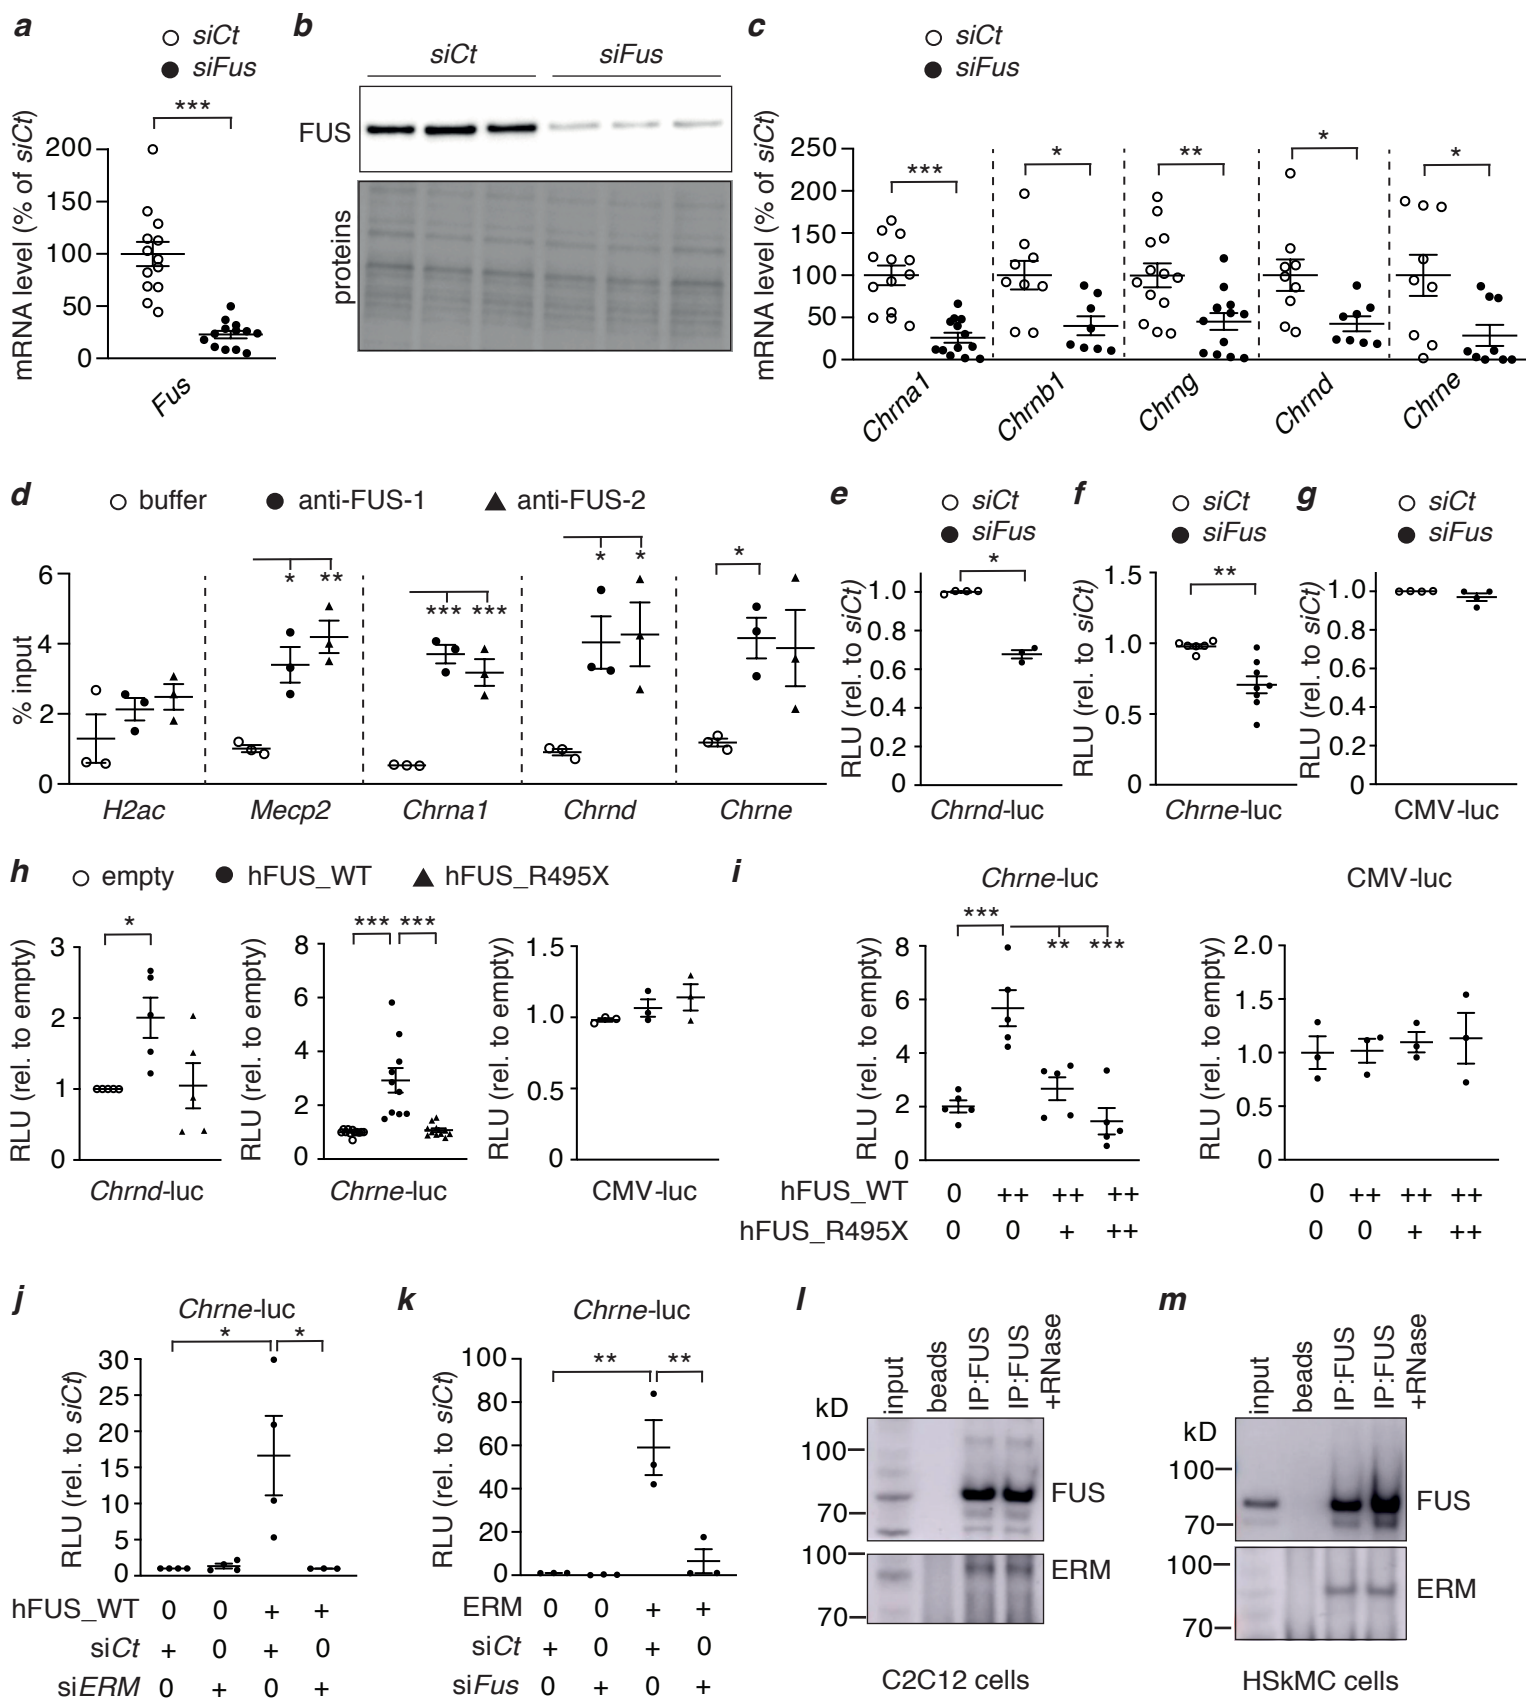 a
siCt
siFus
***
mRNA level (% of siCt)
200
150
100
50
0
Fus
b
siCt siFus
FUS
proteins
c
siCt
siFus
mRNA level (% of siCt)
250
200
150
100
50
0
*** * ** * *
Chrna1 Chrnb1 Chrng Chrnd Chrne
d
buffer anti-FUS-1 anti-FUS-2
% input
6
4
2
0
* ** *** *** * * *
H2ac Mecp2 Chrna1 Chrnd Chrne
e
siCt
siFus
*
RLU (rel. to siCt)
1.0
0.8
0.6
0.4
0.2
0
Chrnd-luc
f
siCt
siFus
**
RLU (rel. to siCt)
1.5
1.0
0.5
0
Chrne-luc
g
siCt
siFus
RLU (rel. to siCt)
1.0
0.8
0.6
0.4
0.2
0
CMV-luc
h
empty hFUS_WT hFUS_R495X
*
RLU (rel. to empty)
3
2
1
0
Chrnd-luc
*** ***
RLU (rel. to empty)
8
6
4
2
0
Chrne-luc
RLU (rel. to empty)
1.5
1.0
0.5
0
CMV-luc
i
Chrne-luc
*** ** ***
RLU (rel. to empty)
8
6
4
2
0
CMV-luc
RLU (rel. to empty)
2.0
1.5
1.0
0.5
0
hFUS_WT 0 ++ ++ ++ 0 ++ ++ ++
hFUS_R495X 0 0 + ++ 0 0 + ++
j
Chrne-luc
* *
RLU (rel. to siCt)
30
25
20
15
10
5
0
hFUS_WT 0 0 + +
siCt + 0 + 0
siERM 0 + 0 +
k
Chrne-luc
** **
RLU (rel. to siCt)
100
80
60
40
20
0
ERM 0 0 + +
siCt + 0 + 0
siFus 0 + 0 +
l
input beads IP:FUS IP:FUS +RNase
kD
100
70
FUS
100
70
ERM
C2C12 cells
m
input beads IP:FUS IP:FUS +RNase
kD
100
70
FUS
100
70
ERM
HSkMC cells